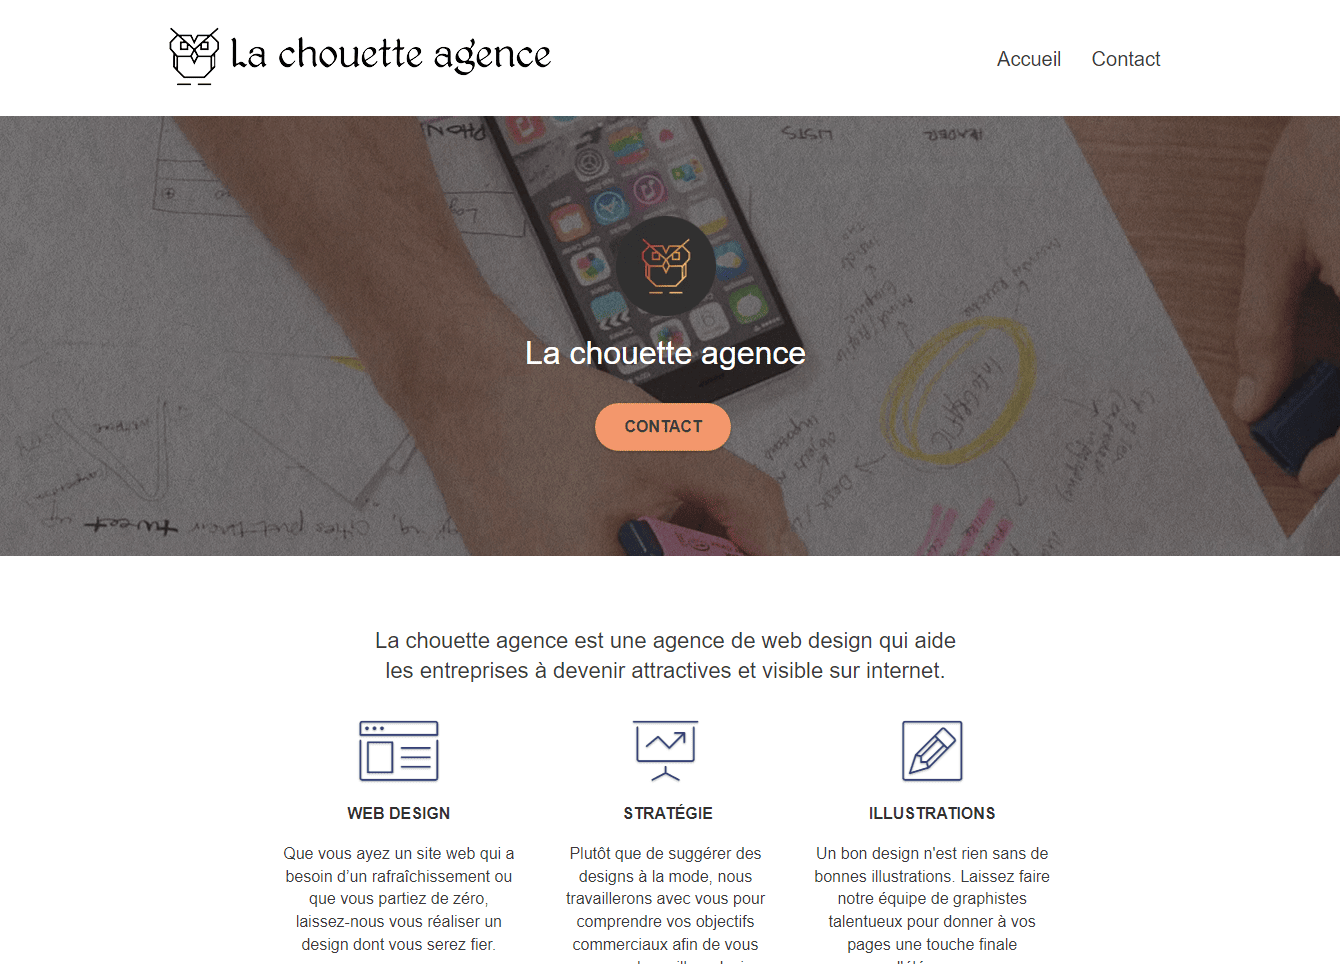 La chouette agence
Accueil Contact
LISTS
HEADER
INFOGRAFTIC
tweet
La chouette agence
CONTACT
La chouette agence est une agence de web design qui aide
les entreprises à devenir attractives et visible sur internet.
WEB DESIGN
Que vous ayez un site web qui a
besoin d’un rafraîchissement ou
que vous partiez de zéro,
laissez-nous vous réaliser un
design dont vous serez fier.
STRATÉGIE
Plutôt que de suggérer des
designs à la mode, nous
travaillerons avec vous pour
comprendre vos objectifs
commerciaux afin de vous
ILLUSTRATIONS
Un bon design n'est rien sans de
bonnes illustrations. Laissez faire
notre équipe de graphistes
talentueux pour donner à vos
pages une touche finale